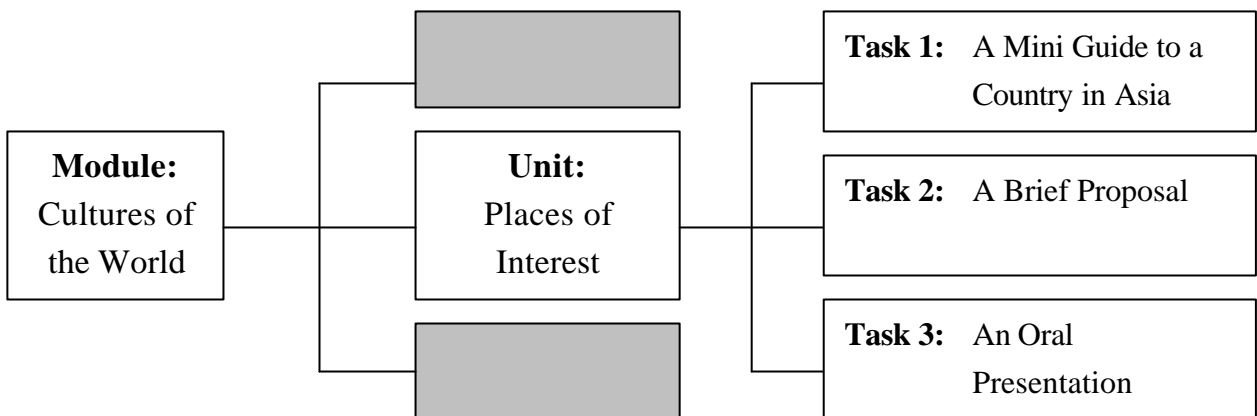 Module:
Cultures of
the World
Unit:
Places of
Interest
Task 1: A Mini Guide to a
Country in Asia
Task 2: A Brief Proposal
Task 3: An Oral
Presentation